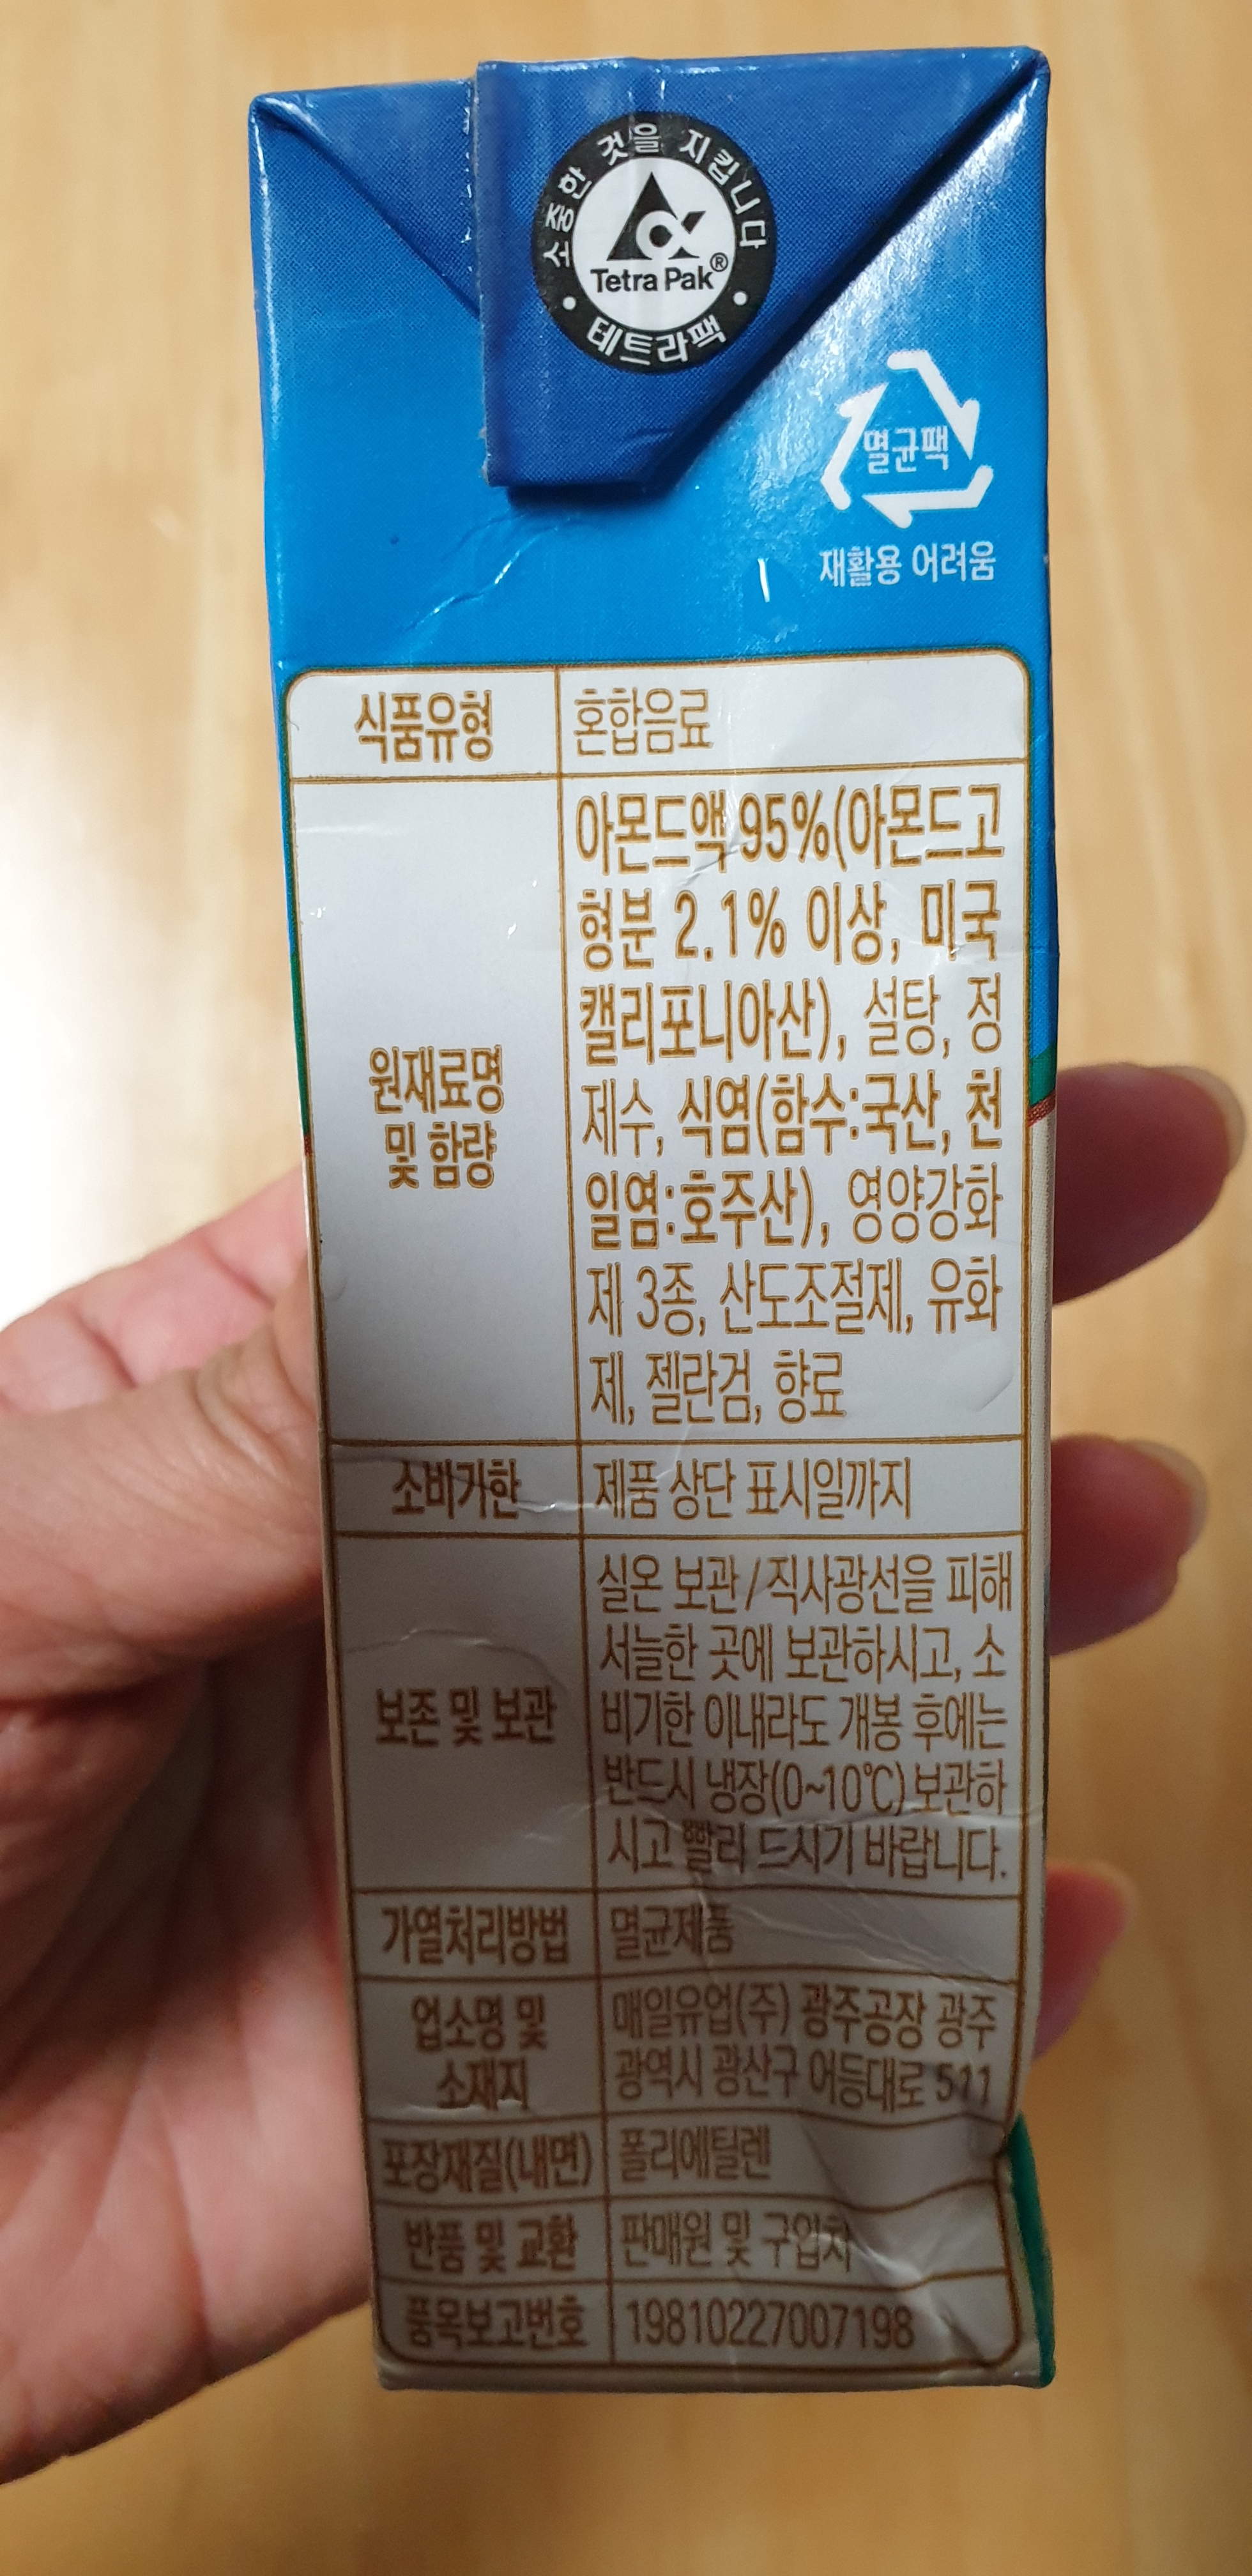 소중한 것을 지킵니다
Tetra Pak®
테트라팩
멸균팩
재활용 어려움
식품유형 혼합음료
원재료명
및 함량
아몬드액 95%(아몬드고
형분 2.1% 이상, 미국
캘리포니아산), 설탕, 정
제수, 식염(함수:국산, 천
일염:호주산), 영양강화
제 3종, 산도조절제, 유화
제, 젤란검, 향료
소비기한 제품 상단 표시일까지
보존 및 보관
실온 보관 / 직사광선을 피해
서늘한 곳에 보관하시고, 소
비기한 이내라도 개봉 후에는
반드시 냉장(0~10℃) 보관하
시고 빨리 드시기 바랍니다.
가열처리방법 멸균제품
업소명 및
소재지
매일유업(주) 광주공장 광주
광역시 광산구 어등대로 511
포장재질(내면) 폴리에틸렌
반품 및 교환 판매원 및 구입처
품목보고번호 19810227007198